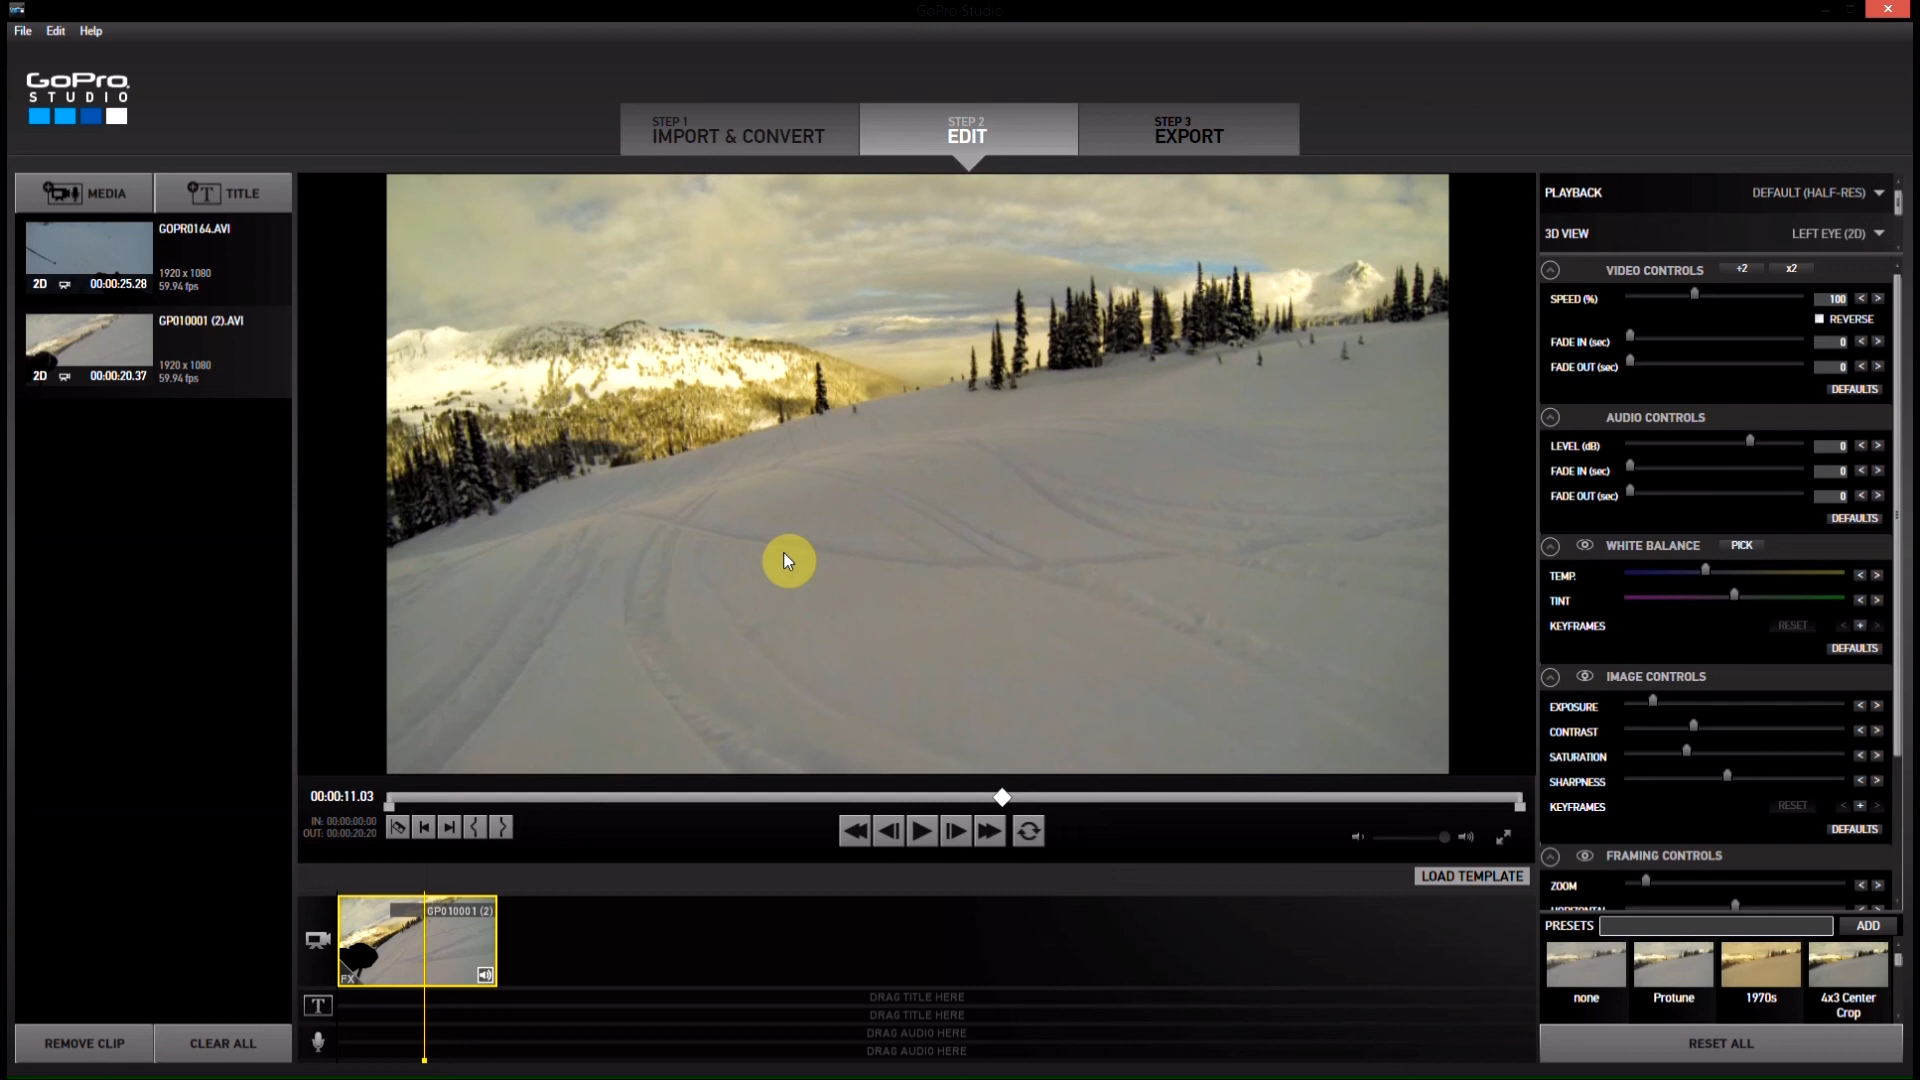 GoPro Studio
File Edit Help
GoPro
STUDIO
STEP 1
IMPORT & CONVERT
STEP 2
EDIT
STEP 3
EXPORT
MEDIA
TITLE
GOPR0164.AVI
1920 x 1080
59.94 fps
2D 00:00:25.28
GP010001 (2).AVI
1920 x 1080
59.94 fps
2D 00:00:20.37
PLAYBACK DEFAULT (HALF-RES)
3D VIEW LEFT EYE (2D)
VIDEO CONTROLS ÷2 x2
SPEED (%) 100 < >
REVERSE
FADE IN (sec) 0 < >
FADE OUT (sec) 0 < >
DEFAULTS
AUDIO CONTROLS
LEVEL (dB) 0 < >
FADE IN (sec) 0 < >
FADE OUT (sec) 0 < >
DEFAULTS
WHITE BALANCE PICK
TEMP. < >
TINT < >
KEYFRAMES RESET < + >
DEFAULTS
IMAGE CONTROLS
EXPOSURE < >
CONTRAST < >
SATURATION < >
SHARPNESS < >
KEYFRAMES RESET < + >
DEFAULTS
FRAMING CONTROLS
ZOOM < >
HORIZONTAL < >
PRESETS ADD
none
Protune
1970s
4x3 Center
Crop
RESET ALL
00:00:11.03
IN: 00:00:00:00
OUT: 00:00:20:20
LOAD TEMPLATE
GP010001 (2)
FX
T
DRAG TITLE HERE
DRAG TITLE HERE
DRAG AUDIO HERE
DRAG AUDIO HERE
REMOVE CLIP
CLEAR ALL